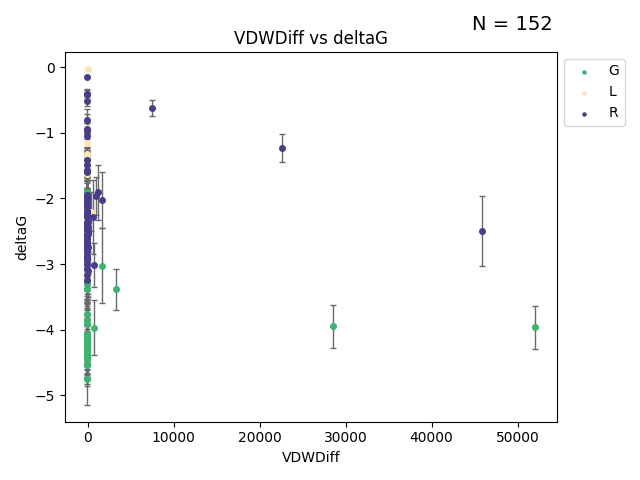 N = 152
VDWDiff vs deltaG
G
L
R
0
−1
−2
−3
−4
−5
deltaG
0 10000 20000 30000 40000 50000
VDWDiff